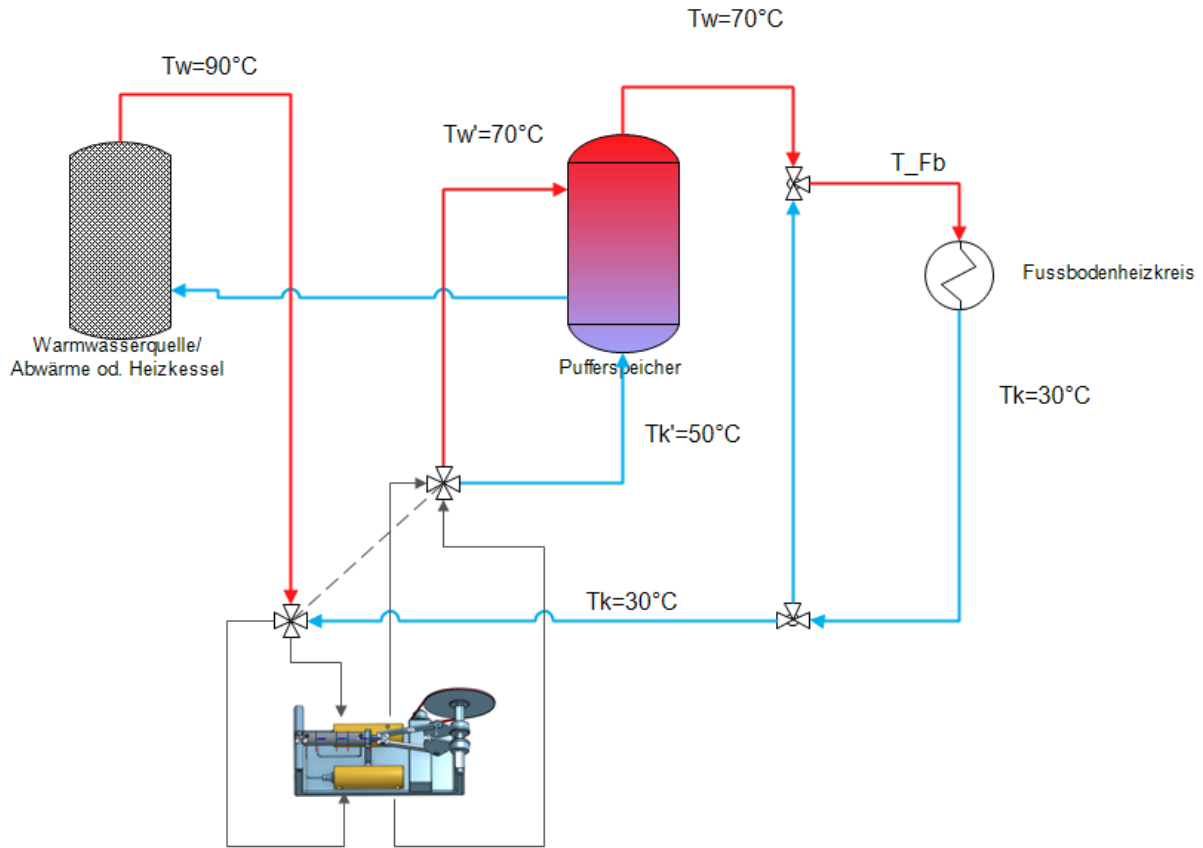 Tw=70°C
Tw=90°C
Tw'=70°C
T_Fb
Fussbodenheizkreis
Warmwasserquelle/
Abwärme od. Heizkessel
Pufferspeicher
Tk=30°C
Tk'=50°C
Tk=30°C